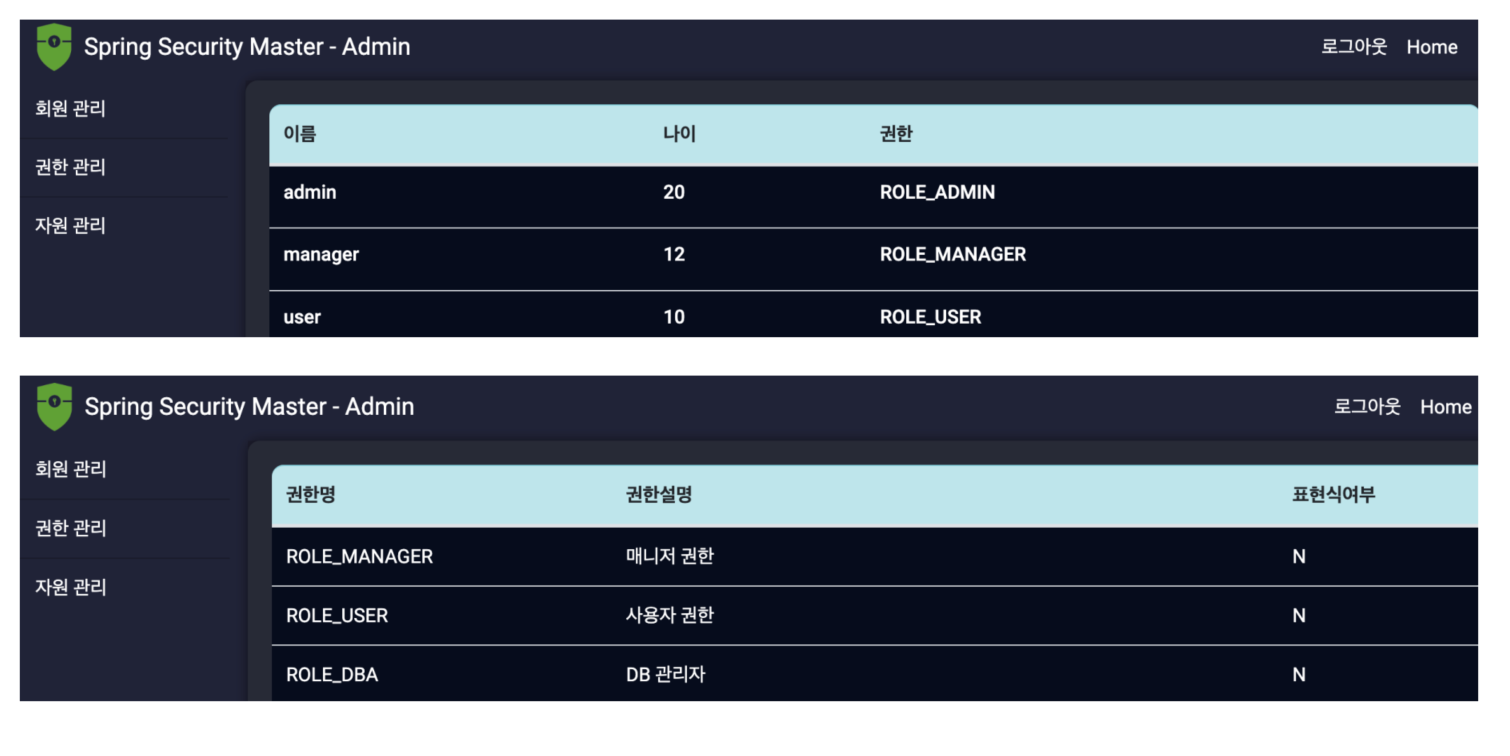 Spring Security Master - Admin 로그아웃 Home
회원 관리
권한 관리
자원 관리
이름 나이 권한
admin 20 ROLE_ADMIN
manager 12 ROLE_MANAGER
user 10 ROLE_USER
Spring Security Master - Admin 로그아웃 Home
회원 관리
권한 관리
자원 관리
권한명 권한설명 표현식여부
ROLE_MANAGER 매니저 권한 N
ROLE_USER 사용자 권한 N
ROLE_DBA DB 관리자 N